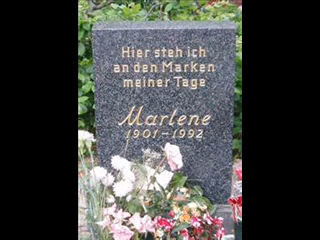 Hier steh ich
an den Marken
meiner Tage
Marlene
1901-1992